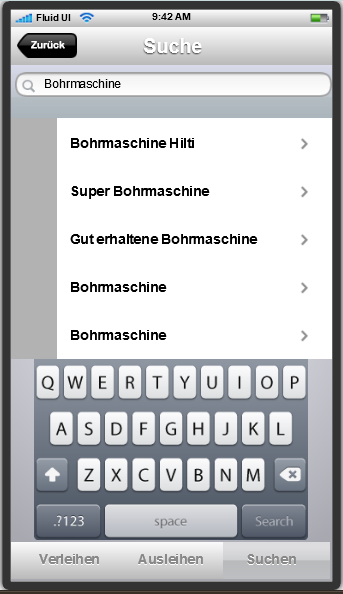 Fluid UI 9:42 AM
Zurück Suche
Bohrmaschine
Bohrmaschine Hilti
Super Bohrmaschine
Gut erhaltene Bohrmaschine
Bohrmaschine
Bohrmaschine
Q W E R T Y U I O P
A S D F G H J K L
Z X C V B N M
.?123 space Search
Verleihen Ausleihen Suchen